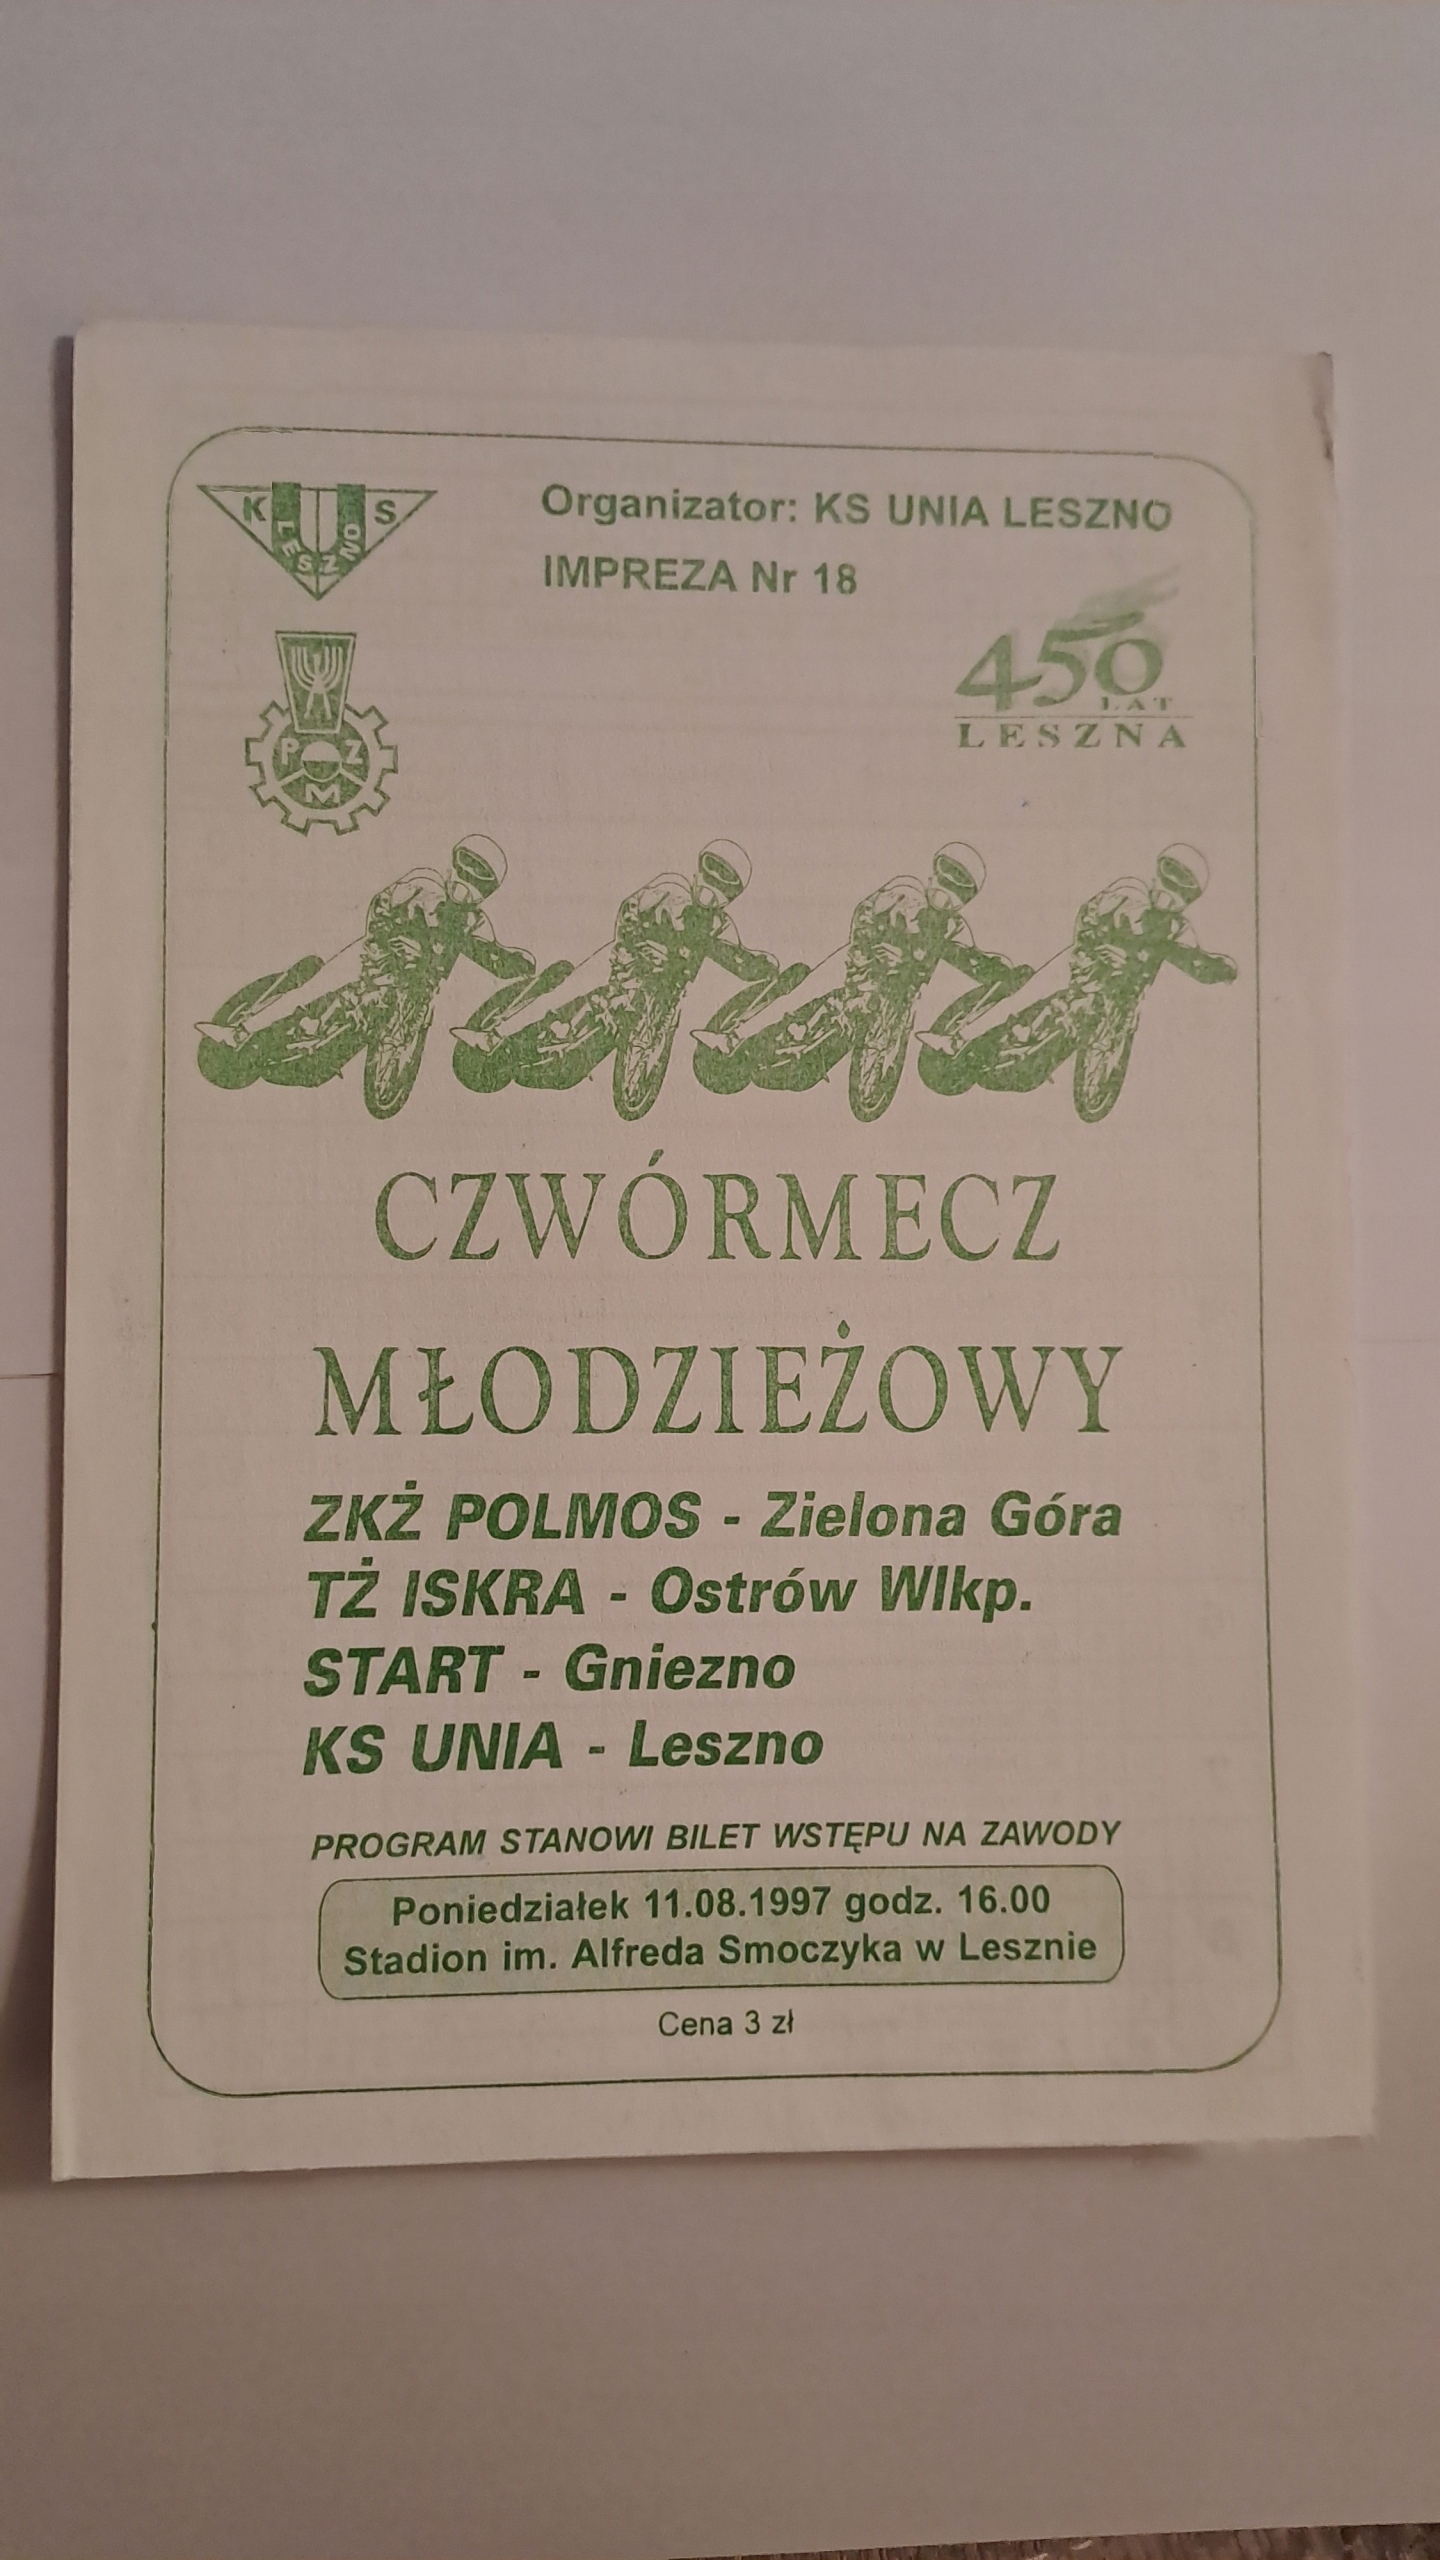 K S
LESZNO
Organizator: KS UNIA LESZNO
IMPREZA Nr 18
450
LAT
LESZNA
P Z
M
CZWÓRMECZ
MŁODZIEŻOWY
ZKŻ POLMOS - Zielona Góra
TŻ ISKRA - Ostrów Wlkp.
START - Gniezno
KS UNIA - Leszno
PROGRAM STANOWI BILET WSTĘPU NA ZAWODY
Poniedziałek 11.08.1997 godz. 16.00
Stadion im. Alfreda Smoczyka w Lesznie
Cena 3 zł